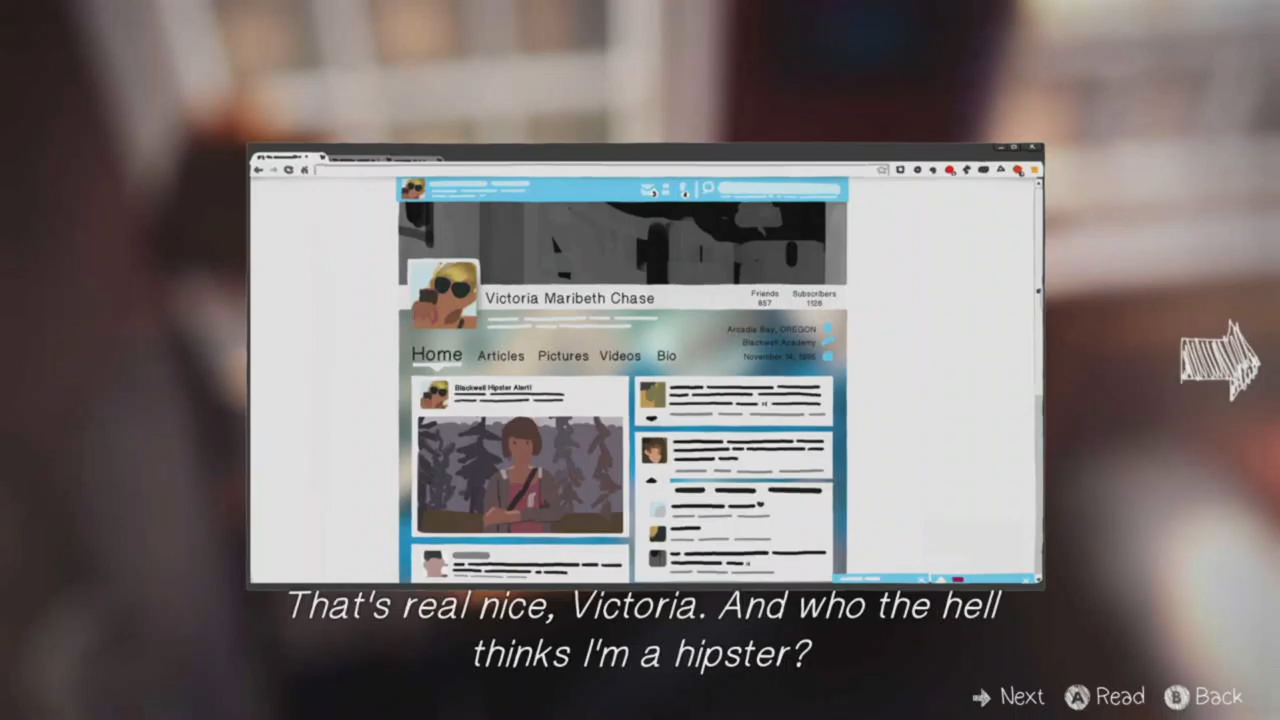 Victoria Maribeth Chase
Friends
857
Subscribers
1126
Arcadia Bay, OREGON
Blackwell Academy
November 14, 1995
Home Articles Pictures Videos Bio
Blackwell Hipster Alert!
That's real nice, Victoria. And who the hell
thinks I'm a hipster?
Next A Read B Back